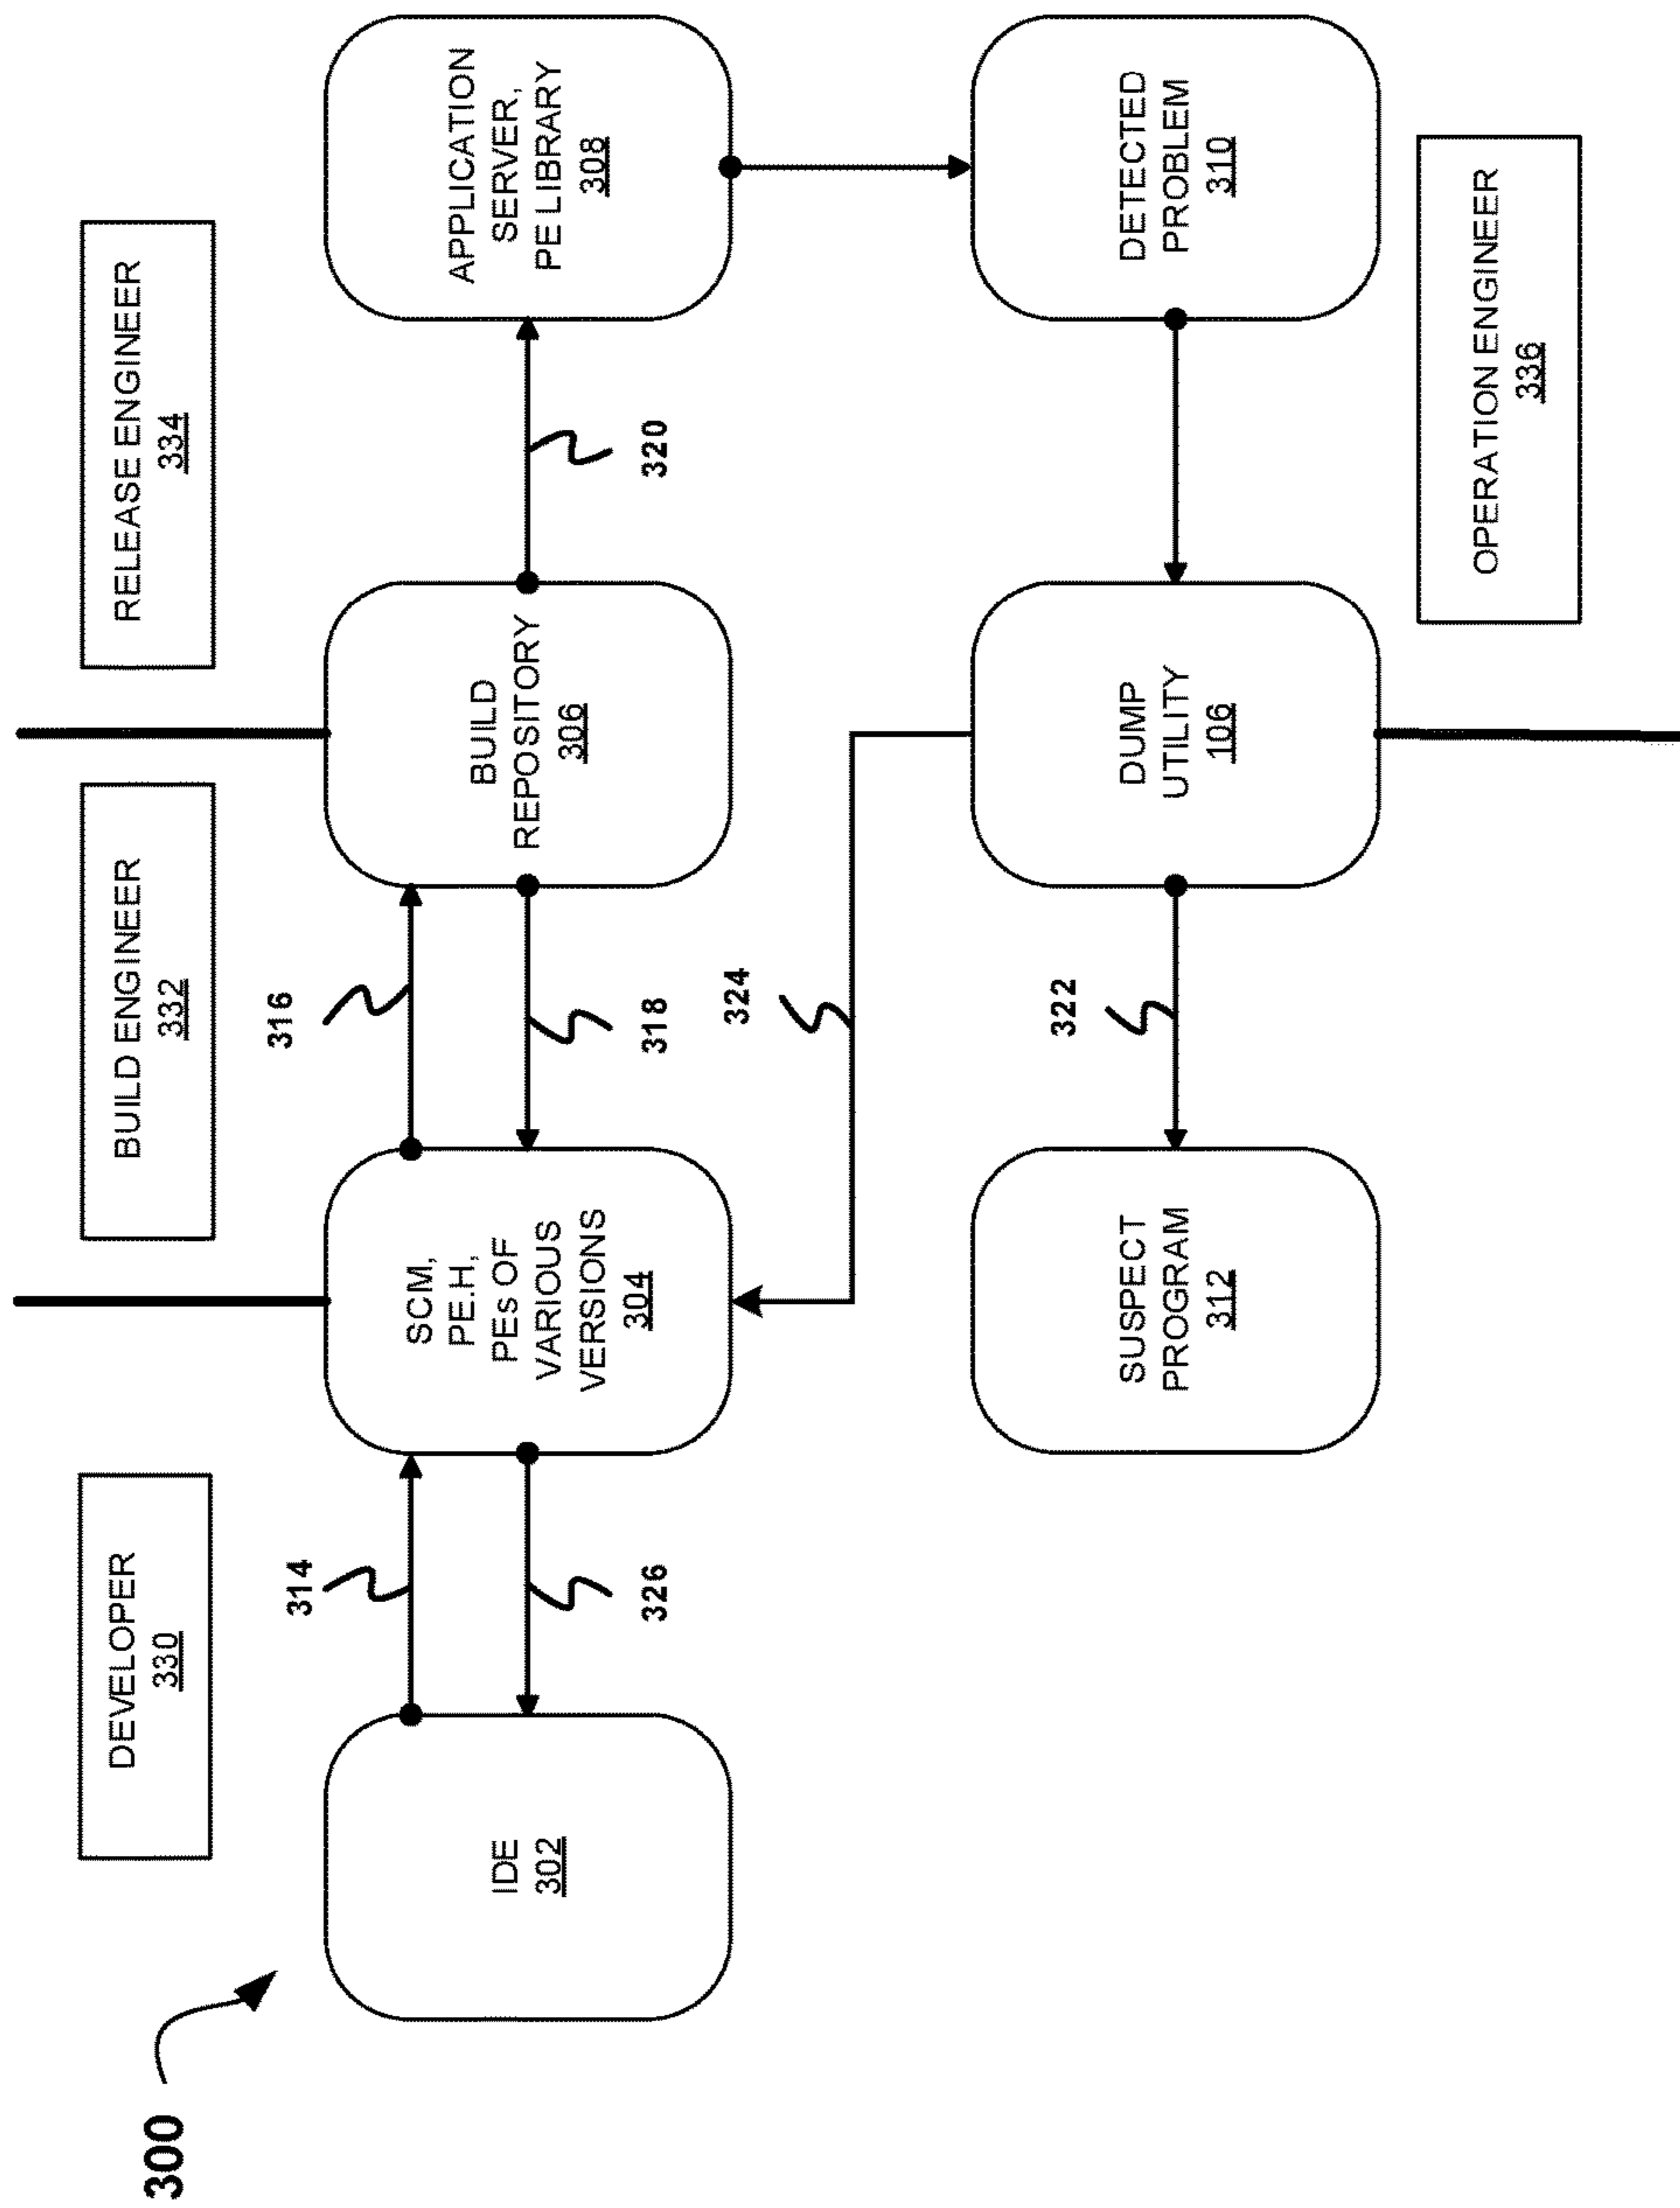 300
DEVELOPER
330
BUILD ENGINEER
332
RELEASE ENGINEER
334
314
316
IDE
302
SCM,
PE.H,
PEs OF
VARIOUS
VERSIONS
304
BUILD
REPOSITORY
306
APPLICATION
SERVER,
PE LIBRARY
308
326
318
320
324
322
SUSPECT
PROGRAM
312
DUMP
UTILITY
106
DETECTED
PROBLEM
310
OPERATION ENGINEER
336